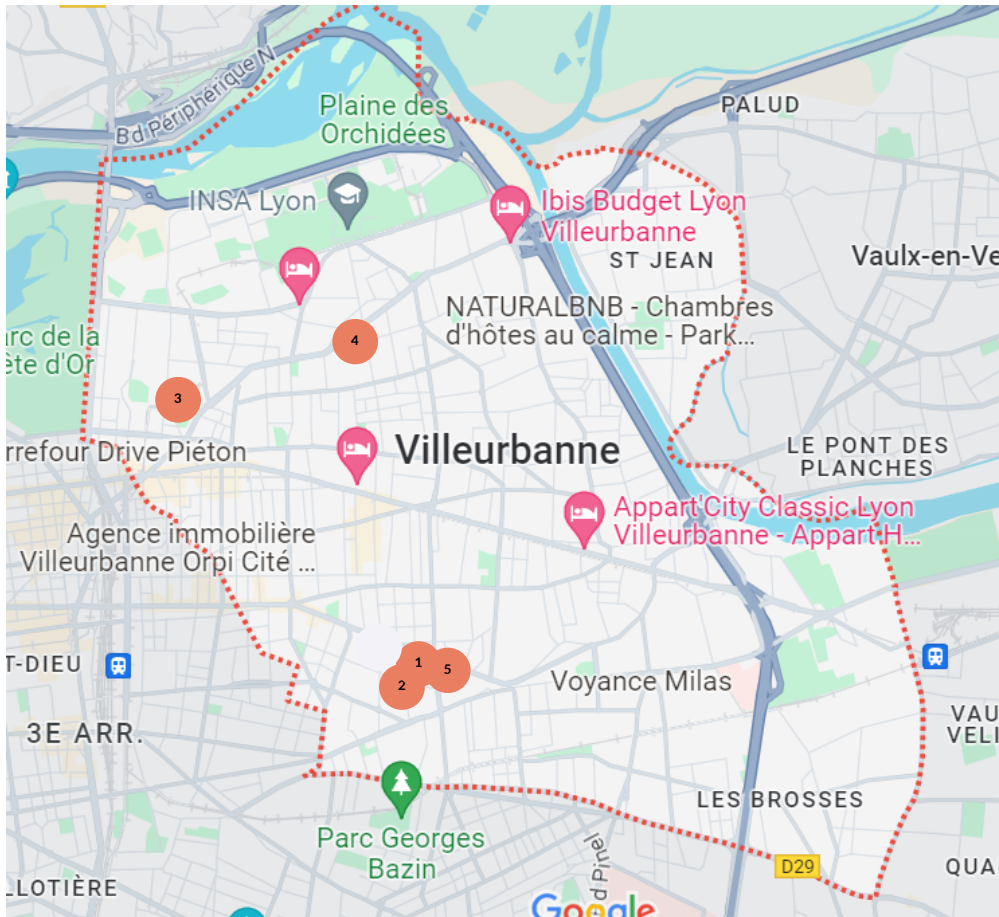 Bd Périphérique N
PALUD
Plaine des
Orchidées
INSA Lyon
Ibis Budget Lyon
Villeurbanne
ST JEAN
Vaulx-en-Ve
NATURALBNB - Chambres
d'hôtes au calme - Park...
arc de la
ête d'Or
4
3
rrefour Drive Piéton
Villeurbanne
LE PONT DES
PLANCHES
Appart'City Classic Lyon
Villeurbanne - Appart H...
Agence immobilière
Villeurbanne Orpi Cité ...
T-DIEU
1
5
2
Voyance Milas
3E ARR.
VAU
VELI
LES BROSSES
Parc Georges
Bazin
d Pinel
D29
QUA
LLOTIÈRE
Google